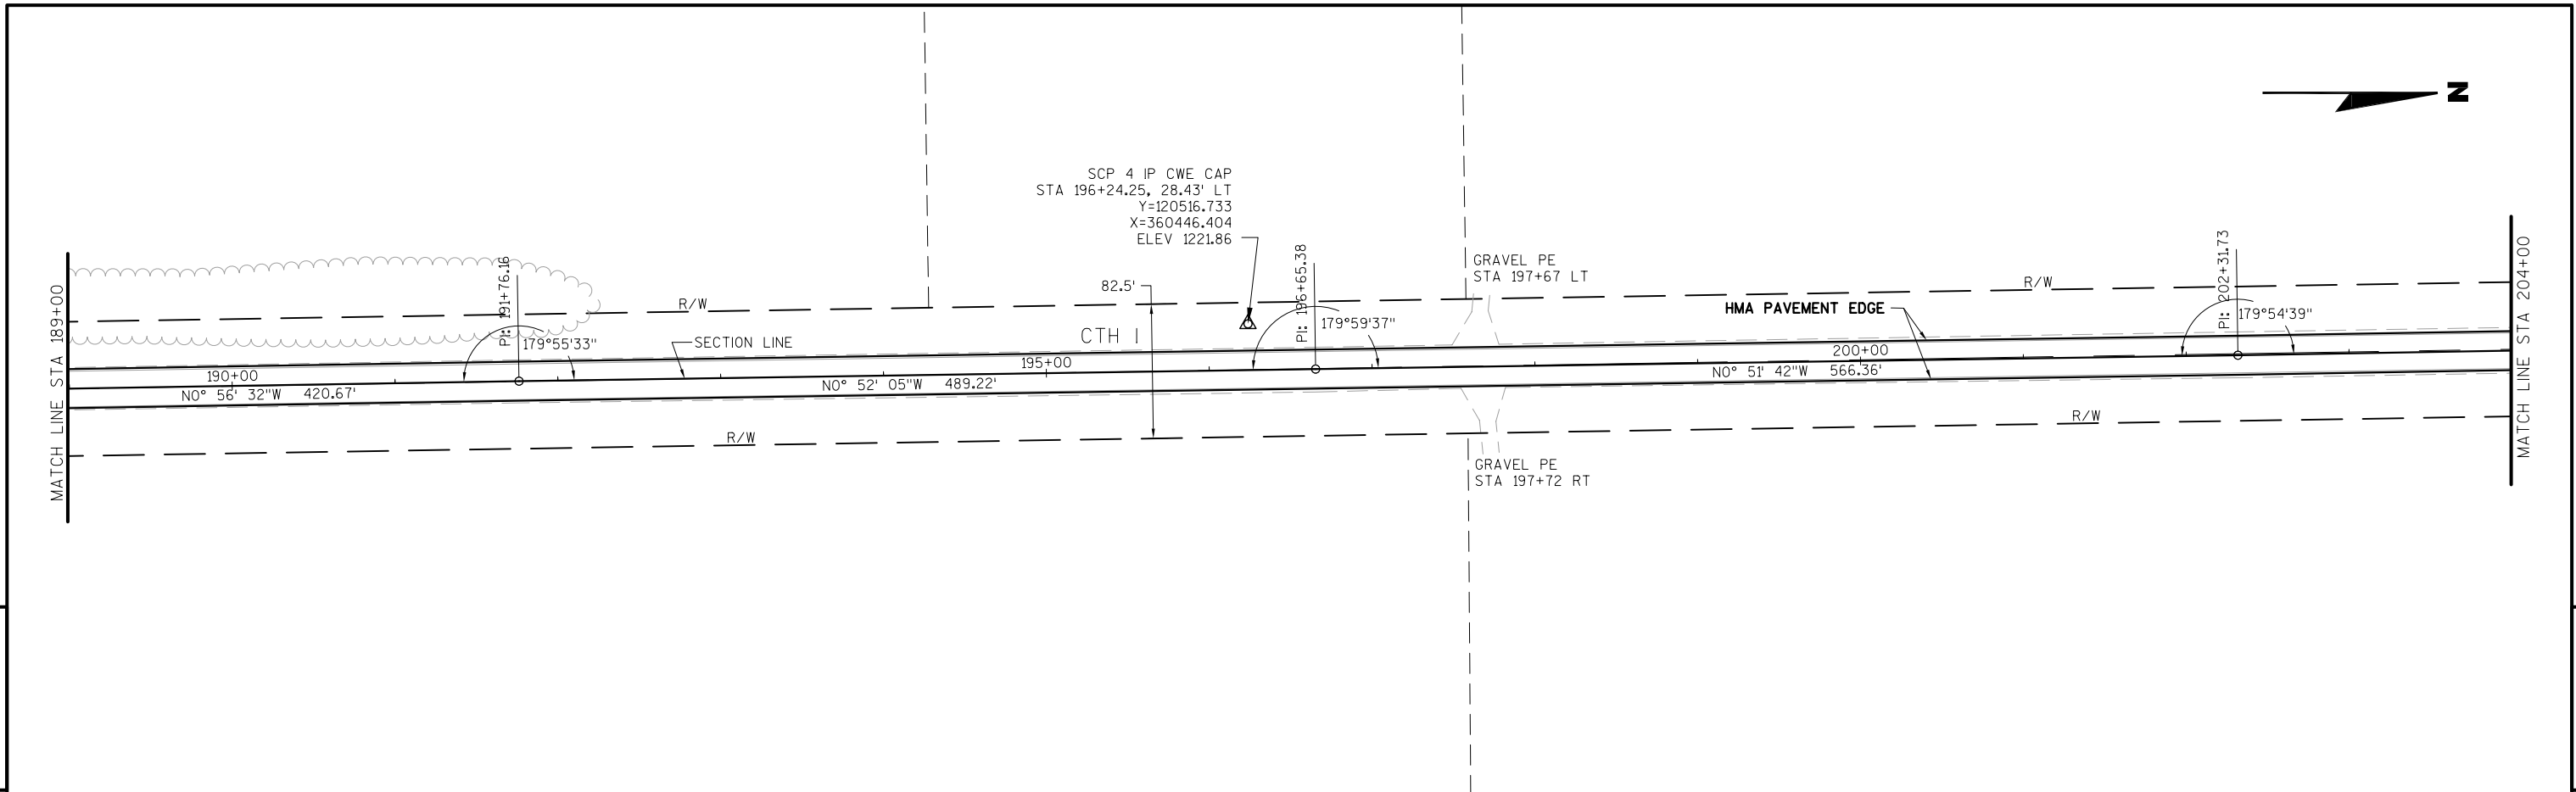 N
SCP 4 IP CWE CAP
STA 196+24.25, 28.43' LT
Y=120516.733
X=360446.404
ELEV 1221.86
MATCH LINE STA 189+00
PI: 191+76.16
179°55'33"
R/W
SECTION LINE
190+00
N0° 56' 32"W 420.67'
82.5'
CTH I
195+00
N0° 52' 05"W 489.22'
PI: 196+65.38
179°59'37"
GRAVEL PE
STA 197+67 LT
HMA PAVEMENT EDGE
200+00
N0° 51' 42"W 566.36'
R/W
PI: 202+31.73
179°54'39"
MATCH LINE STA 204+00
R/W
R/W
GRAVEL PE
STA 197+72 RT